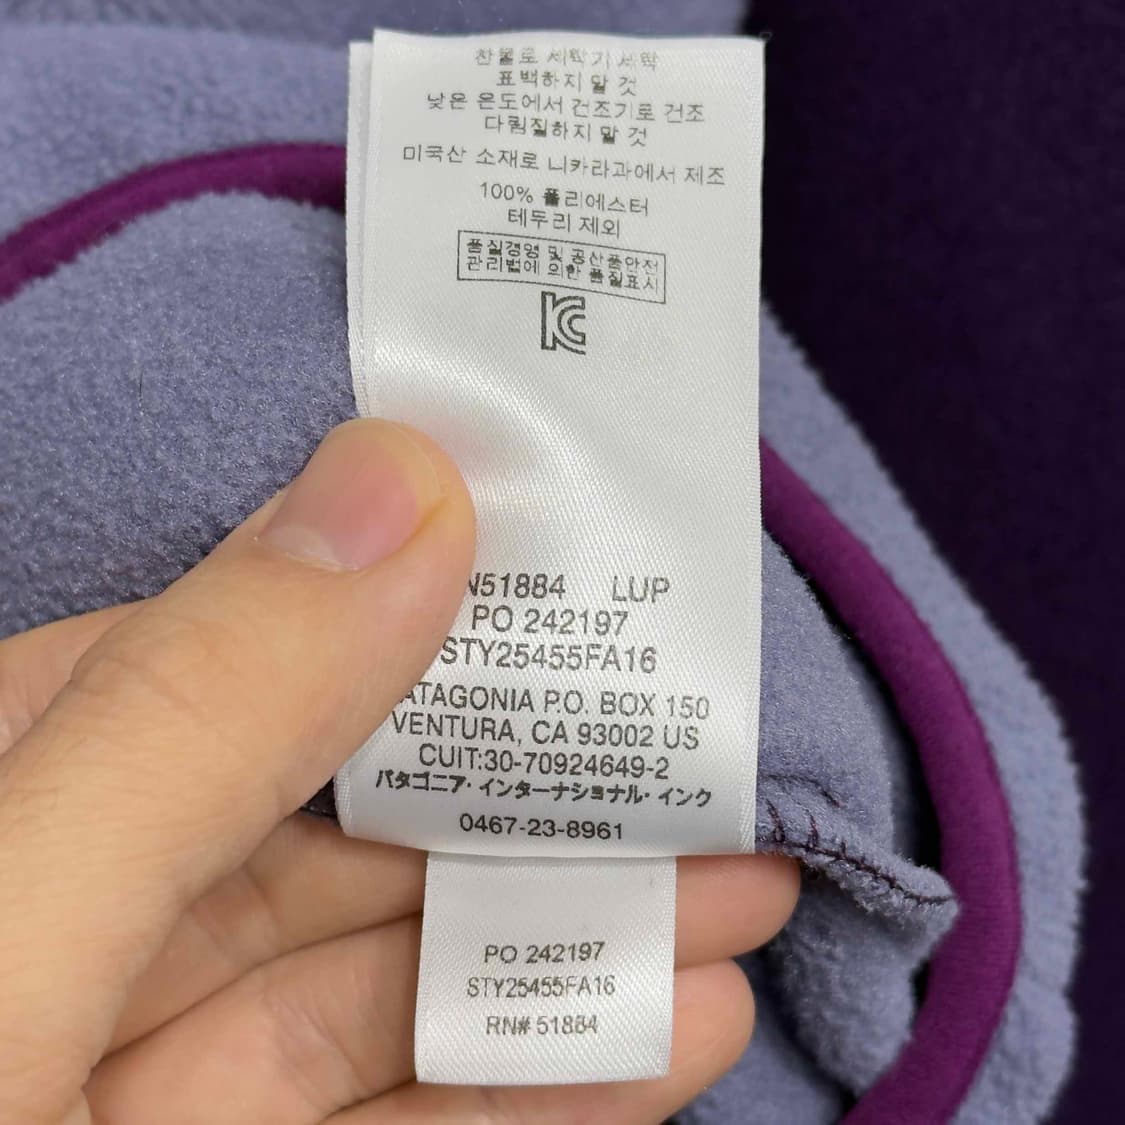 찬물로 세탁기 세탁
표백하지 말 것
낮은 온도에서 건조기로 건조
다림질하지 말 것
미국산 소재로 니카라과에서 제조
100% 폴리에스터
테두리 제외
품질경영 및 공산품안전
관리법에 의한 품질표시
KC
N51884 LUP
PO 242197
STY25455FA16
ATAGONIA P.O. BOX 150
VENTURA, CA 93002 US
CUIT:30-70924649-2
パタゴニア・インターナショナル・インク
0467-23-8961
PO 242197
STY25455FA16
RN# 51884